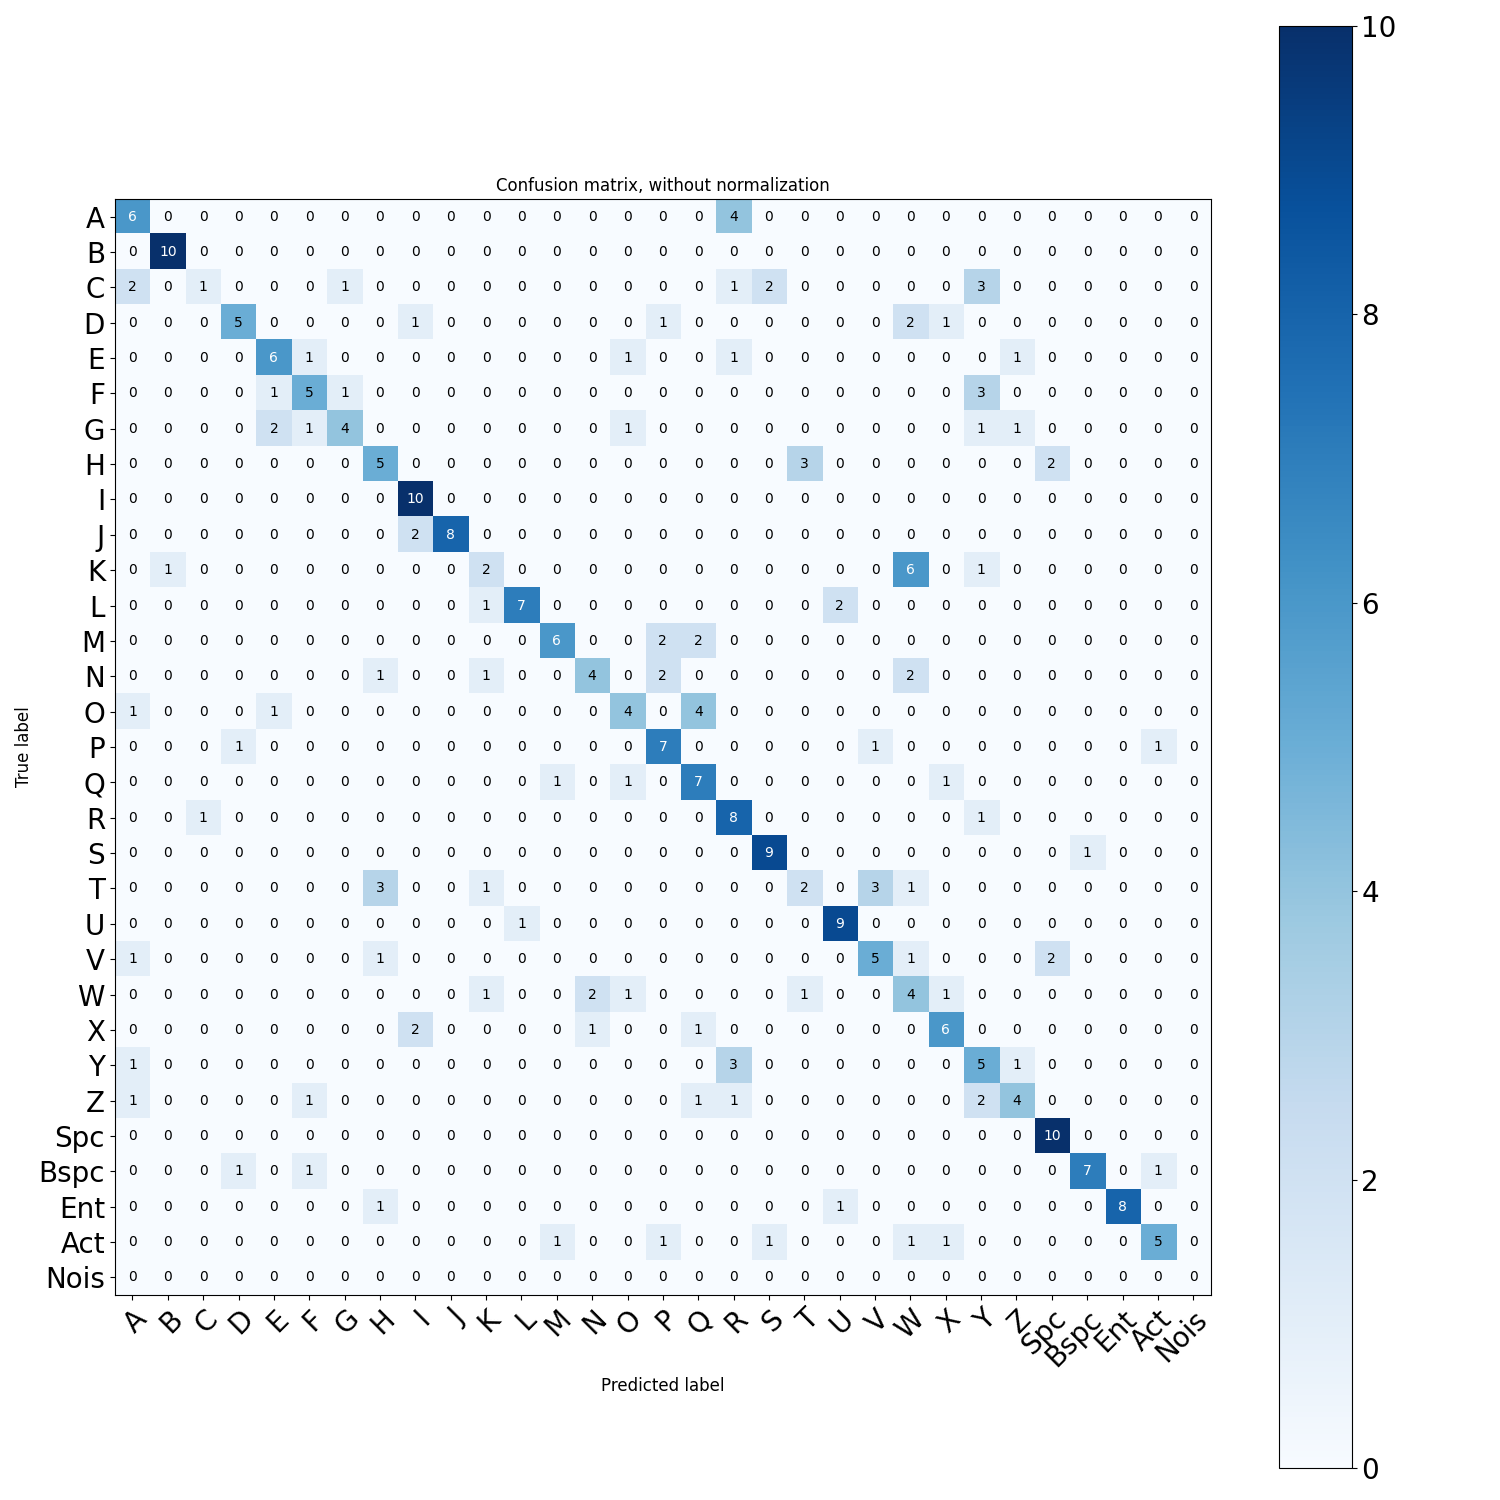 Confusion matrix, without normalization
A 6 0 0 0 0 0 0 0 0 0 0 0 0 0 0 0 0 4 0 0 0 0 0 0 0 0 0 0 0 0 0
B 0 10 0 0 0 0 0 0 0 0 0 0 0 0 0 0 0 0 0 0 0 0 0 0 0 0 0 0 0 0 0
C 2 0 1 0 0 0 1 0 0 0 0 0 0 0 0 0 0 1 2 0 0 0 0 0 3 0 0 0 0 0 0
D 0 0 0 5 0 0 0 0 1 0 0 0 0 0 0 1 0 0 0 0 0 0 2 1 0 0 0 0 0 0 0
E 0 0 0 0 6 1 0 0 0 0 0 0 0 0 1 0 0 1 0 0 0 0 0 0 0 1 0 0 0 0 0
F 0 0 0 0 1 5 1 0 0 0 0 0 0 0 0 0 0 0 0 0 0 0 0 0 3 0 0 0 0 0 0
G 0 0 0 0 2 1 4 0 0 0 0 0 0 0 1 0 0 0 0 0 0 0 0 0 1 1 0 0 0 0 0
H 0 0 0 0 0 0 0 5 0 0 0 0 0 0 0 0 0 0 0 3 0 0 0 0 0 0 2 0 0 0 0
I 0 0 0 0 0 0 0 0 10 0 0 0 0 0 0 0 0 0 0 0 0 0 0 0 0 0 0 0 0 0 0
J 0 0 0 0 0 0 0 0 2 8 0 0 0 0 0 0 0 0 0 0 0 0 0 0 0 0 0 0 0 0 0
K 0 1 0 0 0 0 0 0 0 0 2 0 0 0 0 0 0 0 0 0 0 0 6 0 1 0 0 0 0 0 0
L 0 0 0 0 0 0 0 0 0 0 1 7 0 0 0 0 0 0 0 0 2 0 0 0 0 0 0 0 0 0 0
M 0 0 0 0 0 0 0 0 0 0 0 0 6 0 0 2 2 0 0 0 0 0 0 0 0 0 0 0 0 0 0
N 0 0 0 0 0 0 0 1 0 0 1 0 0 4 0 2 0 0 0 0 0 0 2 0 0 0 0 0 0 0 0
O 1 0 0 0 1 0 0 0 0 0 0 0 0 0 4 0 4 0 0 0 0 0 0 0 0 0 0 0 0 0 0
P 0 0 0 1 0 0 0 0 0 0 0 0 0 0 0 7 0 0 0 0 0 1 0 0 0 0 0 0 0 1 0
Q 0 0 0 0 0 0 0 0 0 0 0 0 1 0 1 0 7 0 0 0 0 0 0 1 0 0 0 0 0 0 0
R 0 0 1 0 0 0 0 0 0 0 0 0 0 0 0 0 0 8 0 0 0 0 0 0 1 0 0 0 0 0 0
S 0 0 0 0 0 0 0 0 0 0 0 0 0 0 0 0 0 0 9 0 0 0 0 0 0 0 0 1 0 0 0
T 0 0 0 0 0 0 0 3 0 0 1 0 0 0 0 0 0 0 0 2 0 3 1 0 0 0 0 0 0 0 0
U 0 0 0 0 0 0 0 0 0 0 0 1 0 0 0 0 0 0 0 0 9 0 0 0 0 0 0 0 0 0 0
V 1 0 0 0 0 0 0 1 0 0 0 0 0 0 0 0 0 0 0 0 0 5 1 0 0 0 2 0 0 0 0
W 0 0 0 0 0 0 0 0 0 0 1 0 0 2 1 0 0 0 0 1 0 0 4 1 0 0 0 0 0 0 0
X 0 0 0 0 0 0 0 0 2 0 0 0 0 1 0 0 1 0 0 0 0 0 0 6 0 0 0 0 0 0 0
Y 1 0 0 0 0 0 0 0 0 0 0 0 0 0 0 0 0 3 0 0 0 0 0 0 5 1 0 0 0 0 0
Z 1 0 0 0 0 1 0 0 0 0 0 0 0 0 0 0 1 1 0 0 0 0 0 0 2 4 0 0 0 0 0
Spc 0 0 0 0 0 0 0 0 0 0 0 0 0 0 0 0 0 0 0 0 0 0 0 0 0 0 10 0 0 0 0
Bspc 0 0 0 1 0 1 0 0 0 0 0 0 0 0 0 0 0 0 0 0 0 0 0 0 0 0 0 7 0 1 0
Ent 0 0 0 0 0 0 0 1 0 0 0 0 0 0 0 0 0 0 0 0 1 0 0 0 0 0 0 0 8 0 0
Act 0 0 0 0 0 0 0 0 0 0 0 0 1 0 0 1 0 0 1 0 0 0 1 1 0 0 0 0 0 5 0
Nois 0 0 0 0 0 0 0 0 0 0 0 0 0 0 0 0 0 0 0 0 0 0 0 0 0 0 0 0 0 0 0
A B C D E F G H I J K L M N O P Q R S T U V W X Y Z Spc Bspc Ent Act Nois
Predicted label
True label
10
8
6
4
2
0